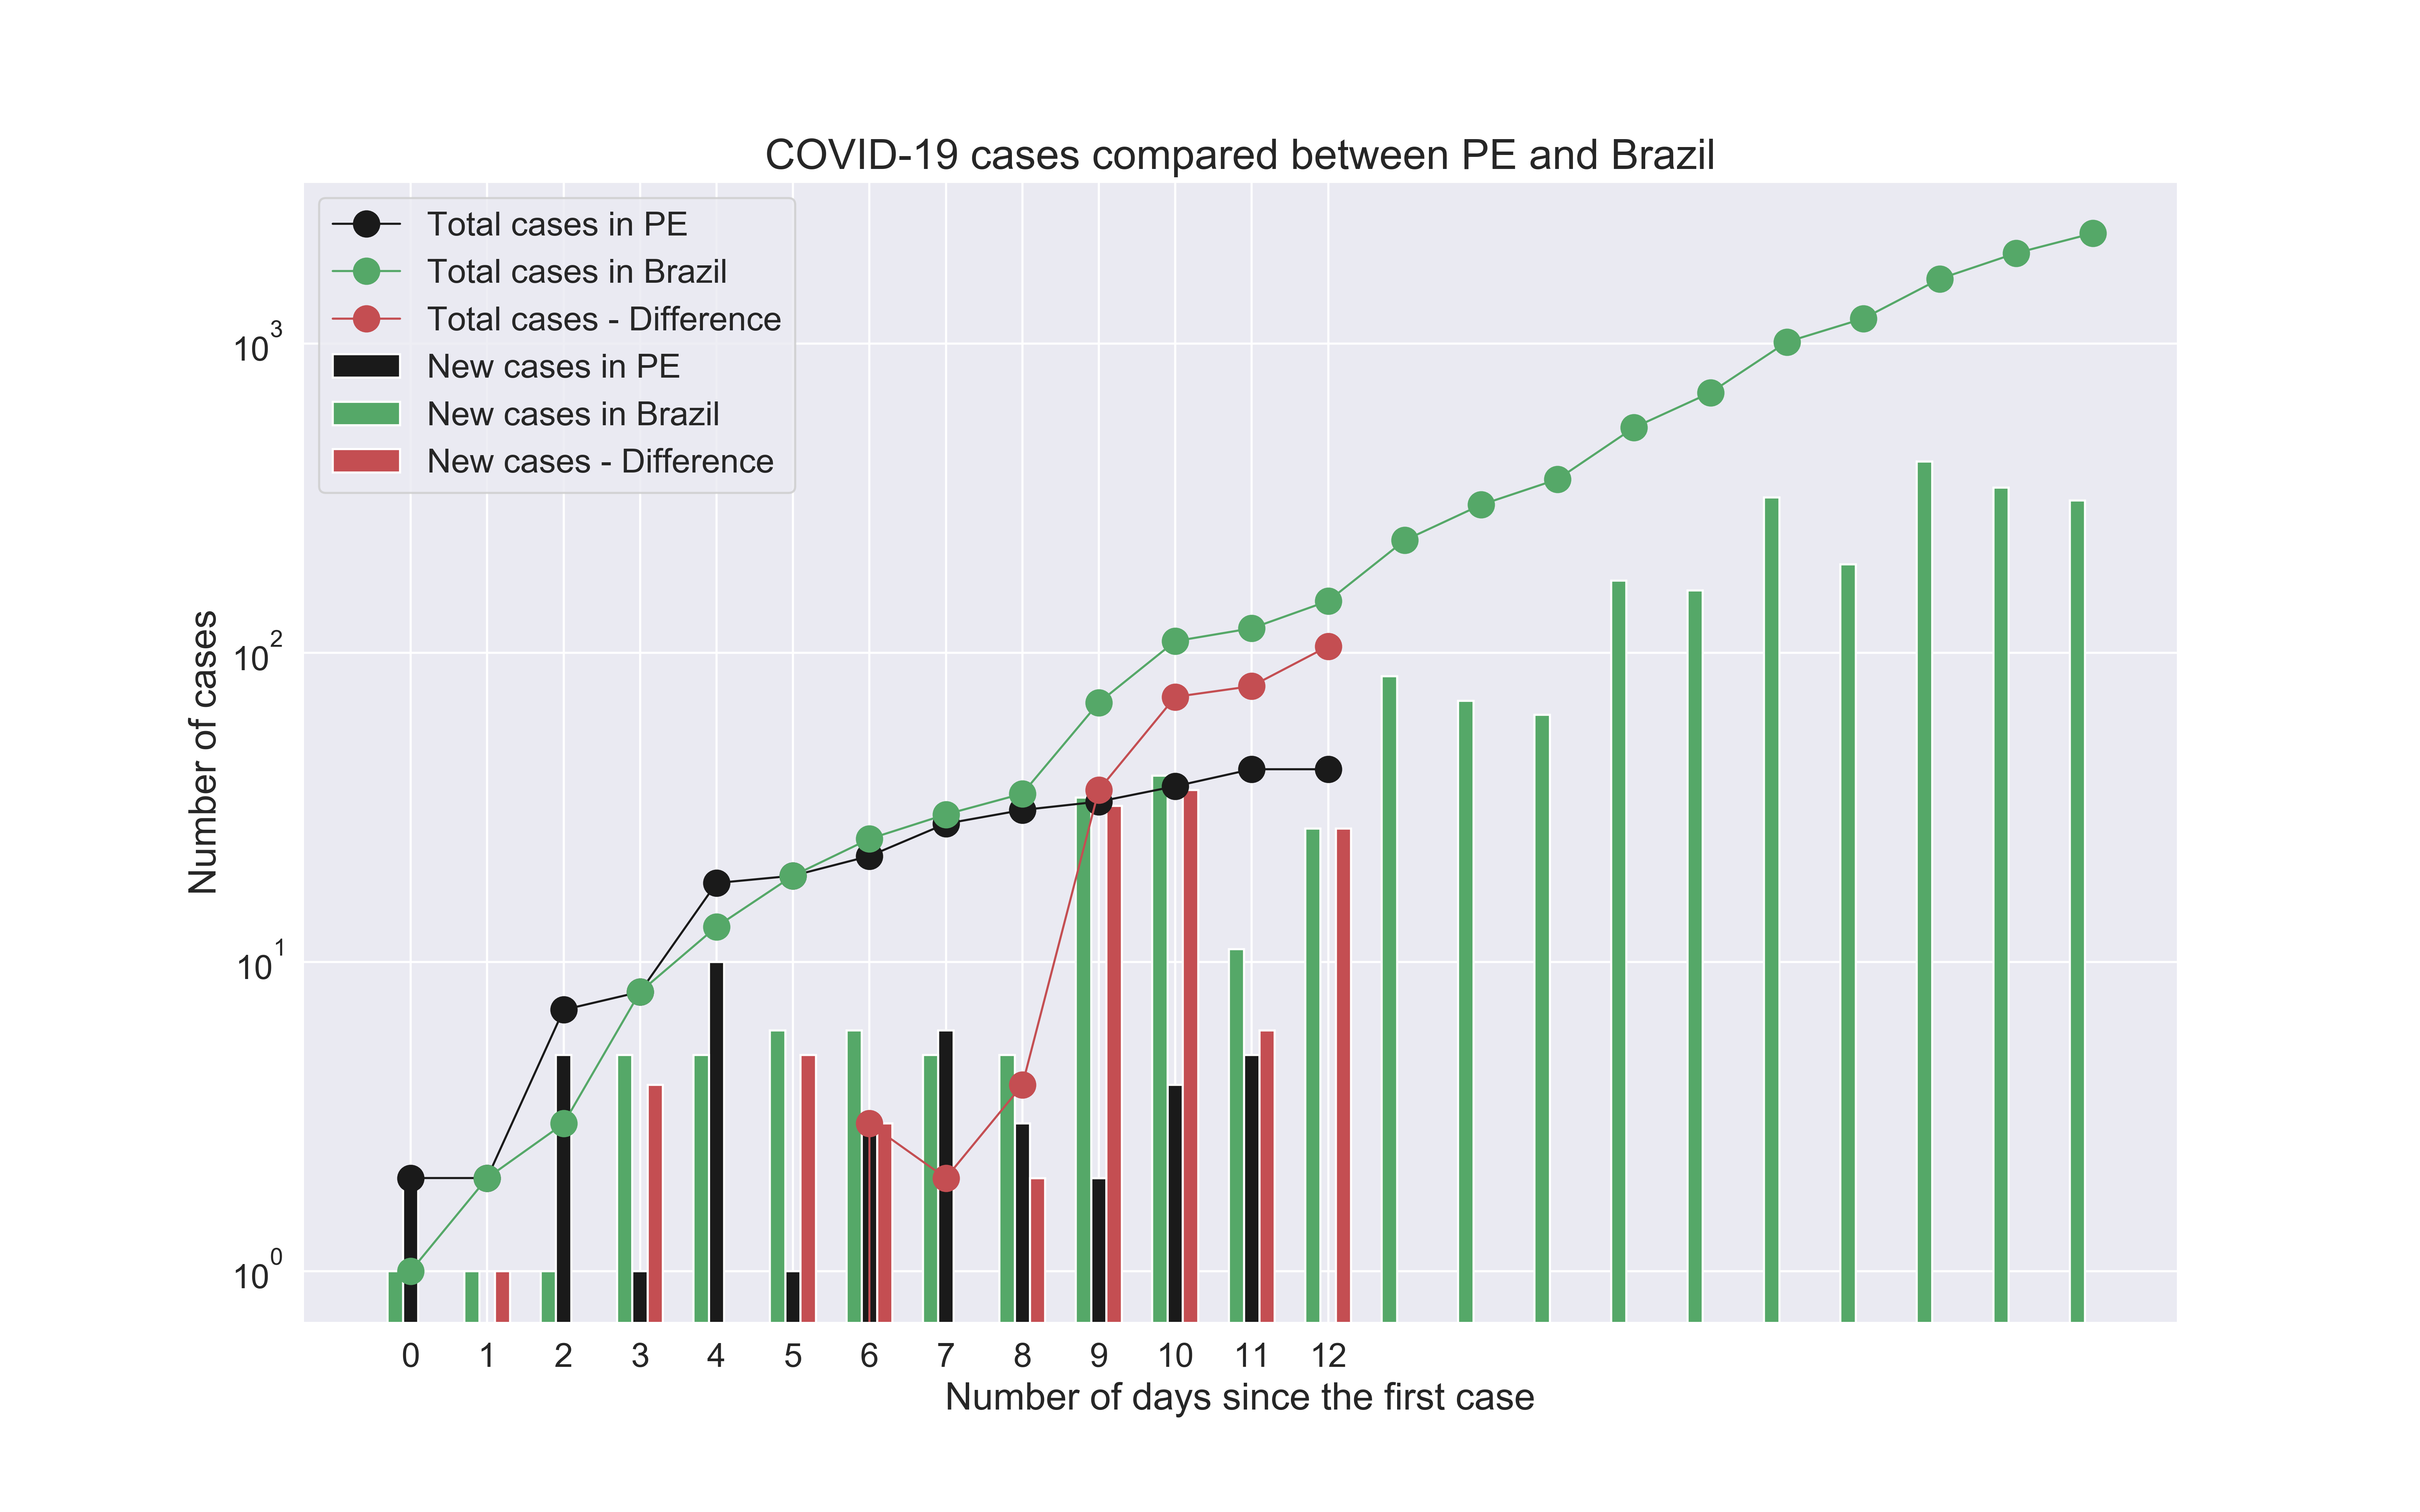 COVID-19 cases compared between PE and Brazil
Total cases in PE
Total cases in Brazil
Total cases - Difference
New cases in PE
New cases in Brazil
New cases - Difference
Number of cases
10³
10²
10¹
10⁰
0 1 2 3 4 5 6 7 8 9 10 11 12
Number of days since the first case